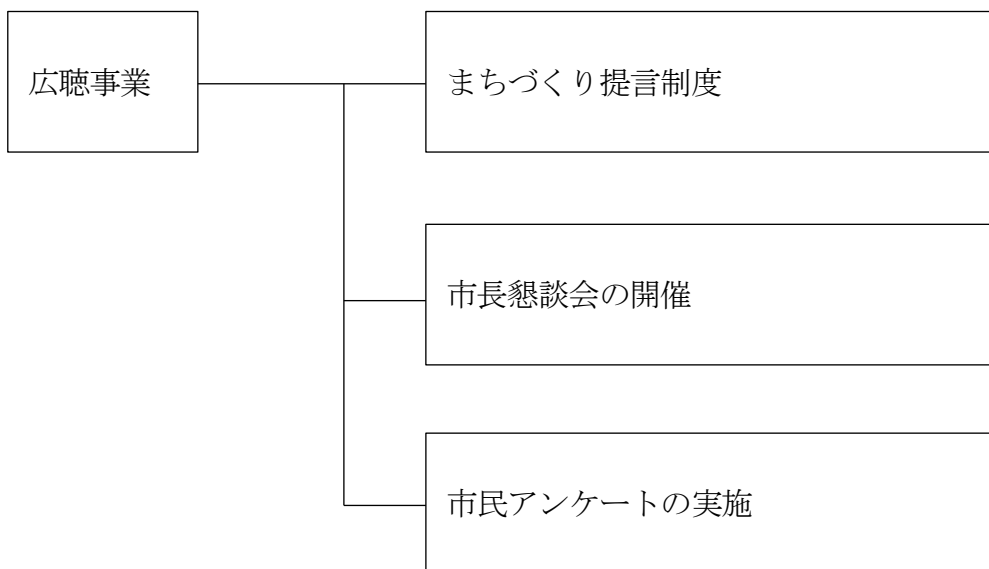 広聴事業
まちづくり提言制度
市長懇談会の開催
市民アンケートの実施